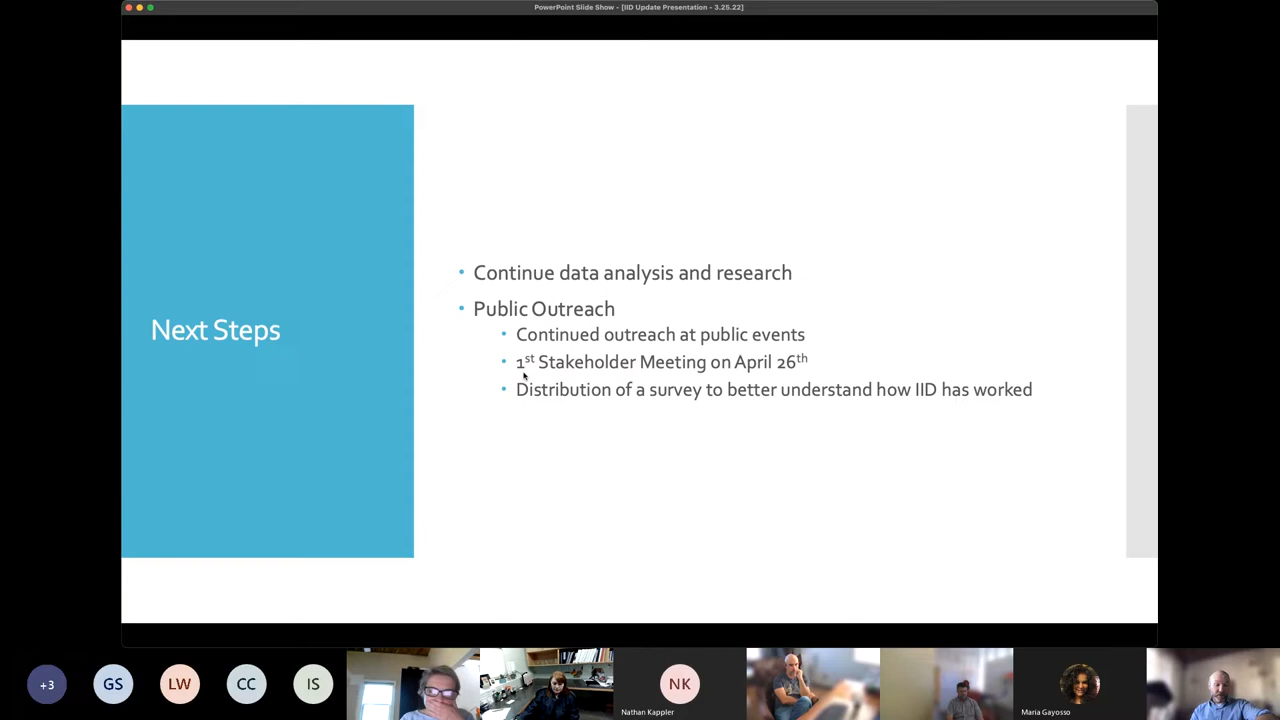 PowerPoint Slide Show - [IID Update Presentation - 3.25.22]
Next Steps
• Continue data analysis and research
• Public Outreach
• Continued outreach at public events
• 1st Stakeholder Meeting on April 26th
• Distribution of a survey to better understand how IID has worked
+3
GS
LW
CC
IS
NK
Nathan Kappler
Maria Gayosso